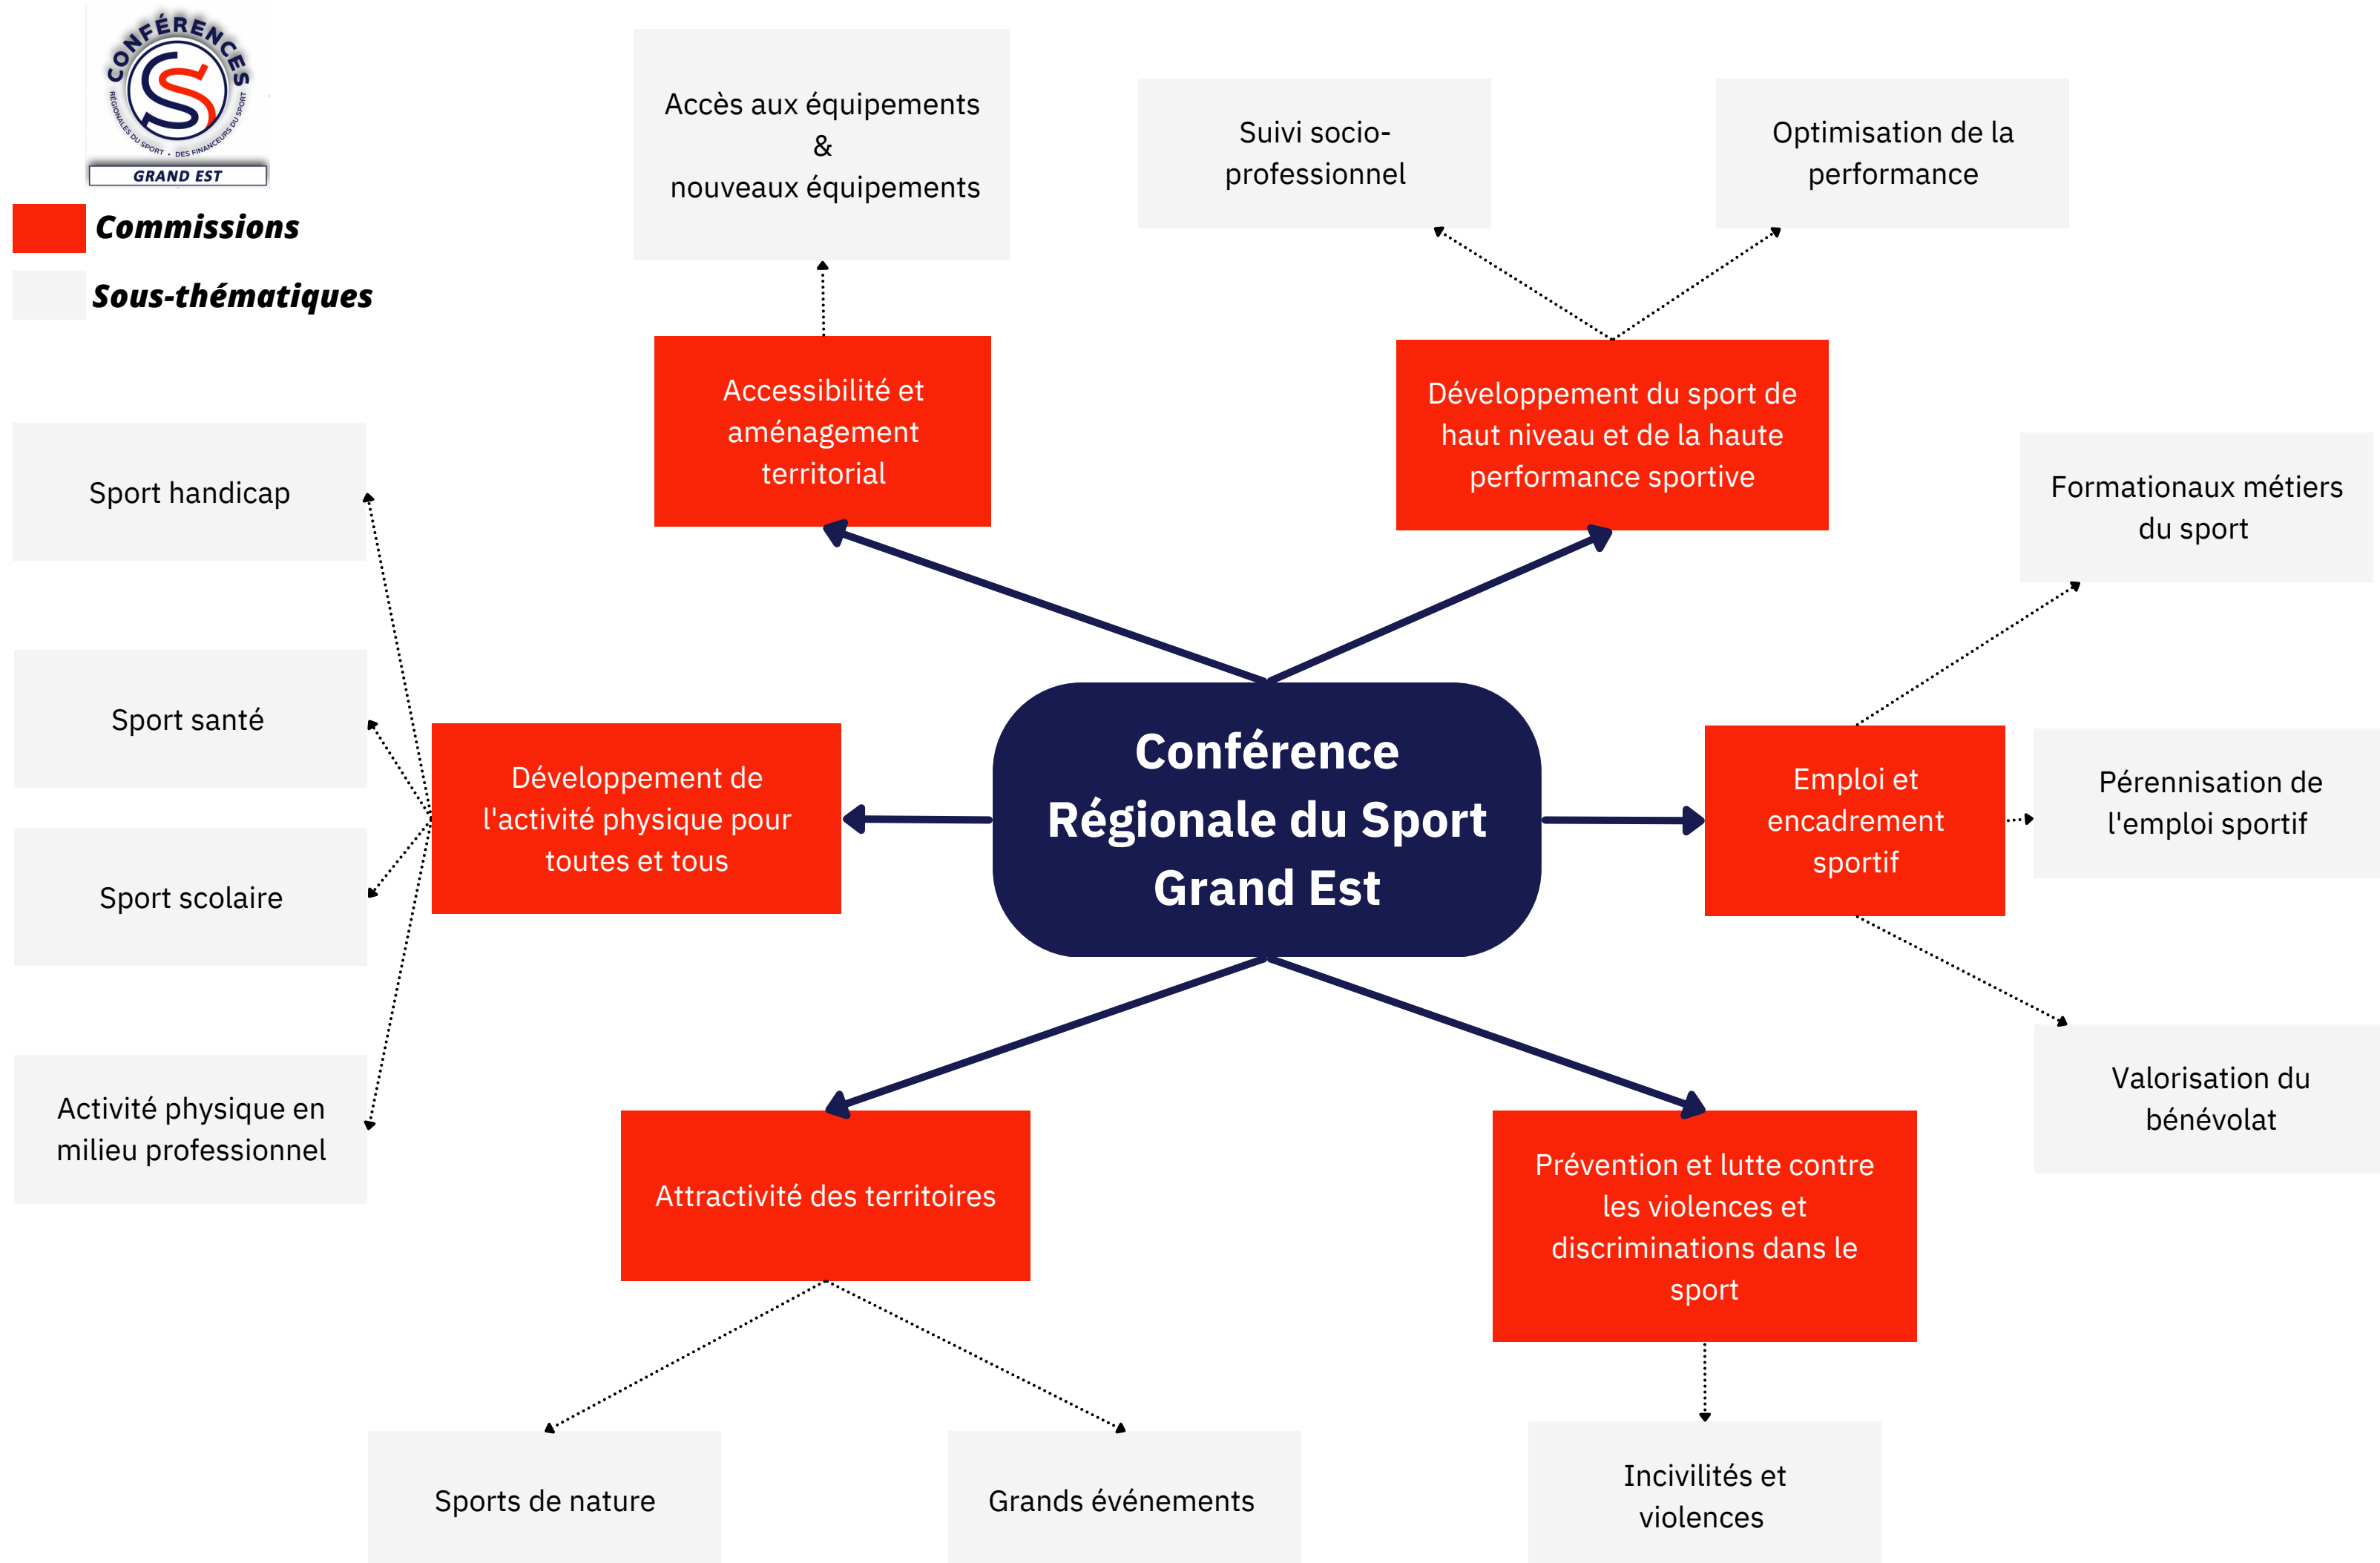 CONFÉRENCES
RÉGIONALES DU SPORT • DES FINANCEURS DU SPORT
GRAND EST
Commissions
Sous-thématiques
Accès aux équipements
&
nouveaux équipements
Suivi socio-
professionnel
Optimisation de la
performance
Accessibilité et
aménagement
territorial
Développement du sport de
haut niveau et de la haute
performance sportive
Sport handicap
Formationaux métiers
du sport
Sport santé
Développement de
l'activité physique pour
toutes et tous
Conférence
Régionale du Sport
Grand Est
Emploi et
encadrement
sportif
Pérennisation de
l'emploi sportif
Sport scolaire
Activité physique en
milieu professionnel
Valorisation du
bénévolat
Attractivité des territoires
Prévention et lutte contre
les violences et
discriminations dans le
sport
Sports de nature
Grands événements
Incivilités et
violences